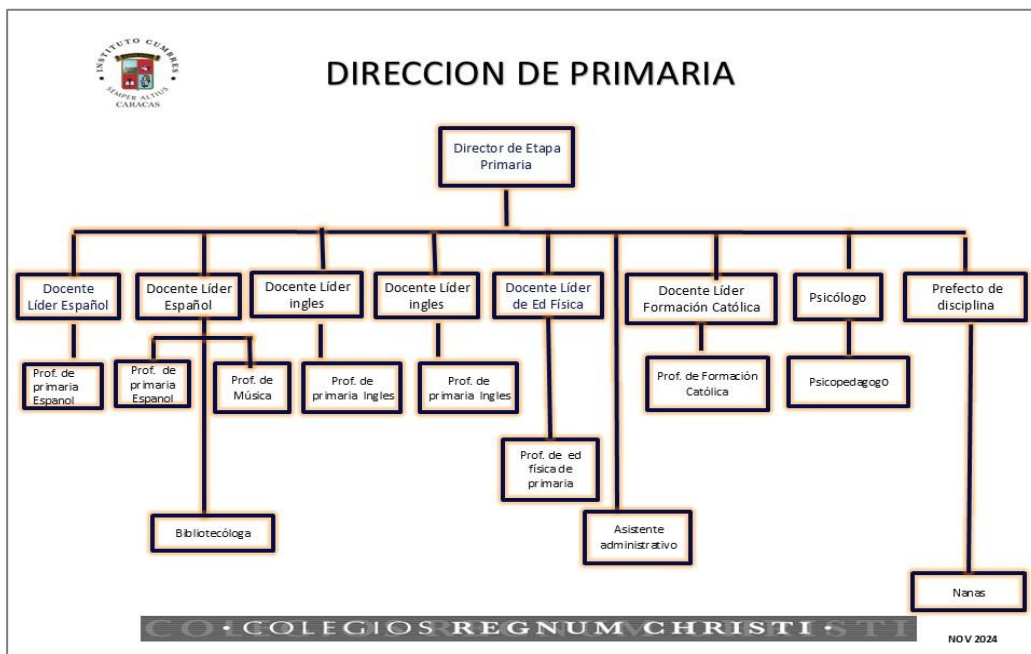 INSTITUTO CUMBRES
SEMPER ALTIUS
CARACAS
DIRECCION DE PRIMARIA
Director de Etapa
Primaria
Docente
Líder Español
Docente Líder
Español
Docente Líder
ingles
Docente Líder
ingles
Docente Líder
de Ed Física
Docente Líder
Formación Católica
Psicólogo
Prefecto de
disciplina
Prof. de
primaria
Espanol
Prof. de
primaria
Espanol
Prof. de
Música
Prof. de
primaria Ingles
Prof. de
primaria Ingles
Prof. de Formación
Católica
Psicopedagogo
Prof. de ed
física de
primaria
Bibliotecóloga
Asistente
administrativo
Nanas
• COLEGIOS REGNUM CHRISTI •
NOV 2024